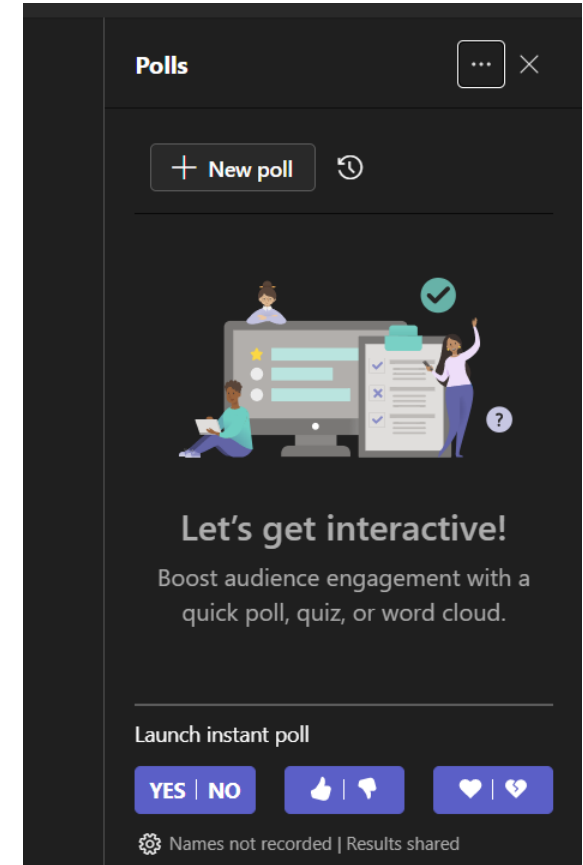 Polls
New poll
Let's get interactive!
Boost audience engagement with a
quick poll, quiz, or word cloud.
Launch instant poll
YES | NO
Names not recorded | Results shared